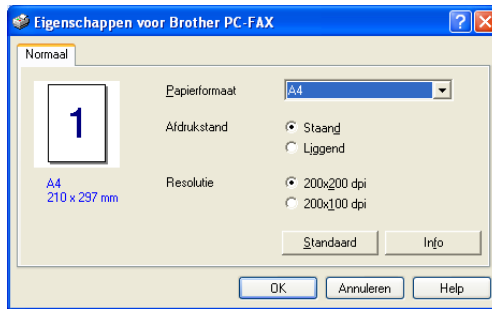 Eigenschappen voor Brother PC-FAX
Normaal
1
A4
210 x 297 mm
Papierformaat
A4
Afdrukstand
Staand
Liggend
Resolutie
200x200 dpi
200x100 dpi
Standaard
Info
OK
Annuleren
Help